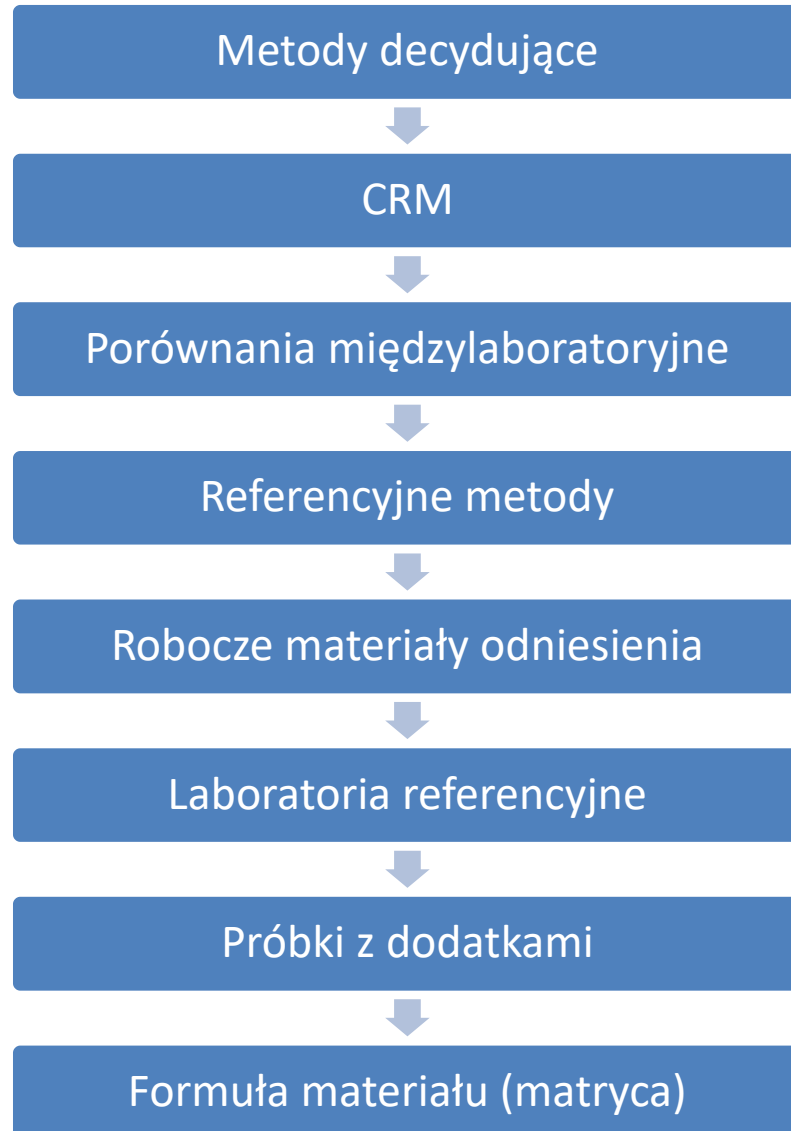 Metody decydujące
CRM
Porównania międzylaboratoryjne
Referencyjne metody
Robocze materiały odniesienia
Laboratoria referencyjne
Próbki z dodatkami
Formuła materiału (matryca)